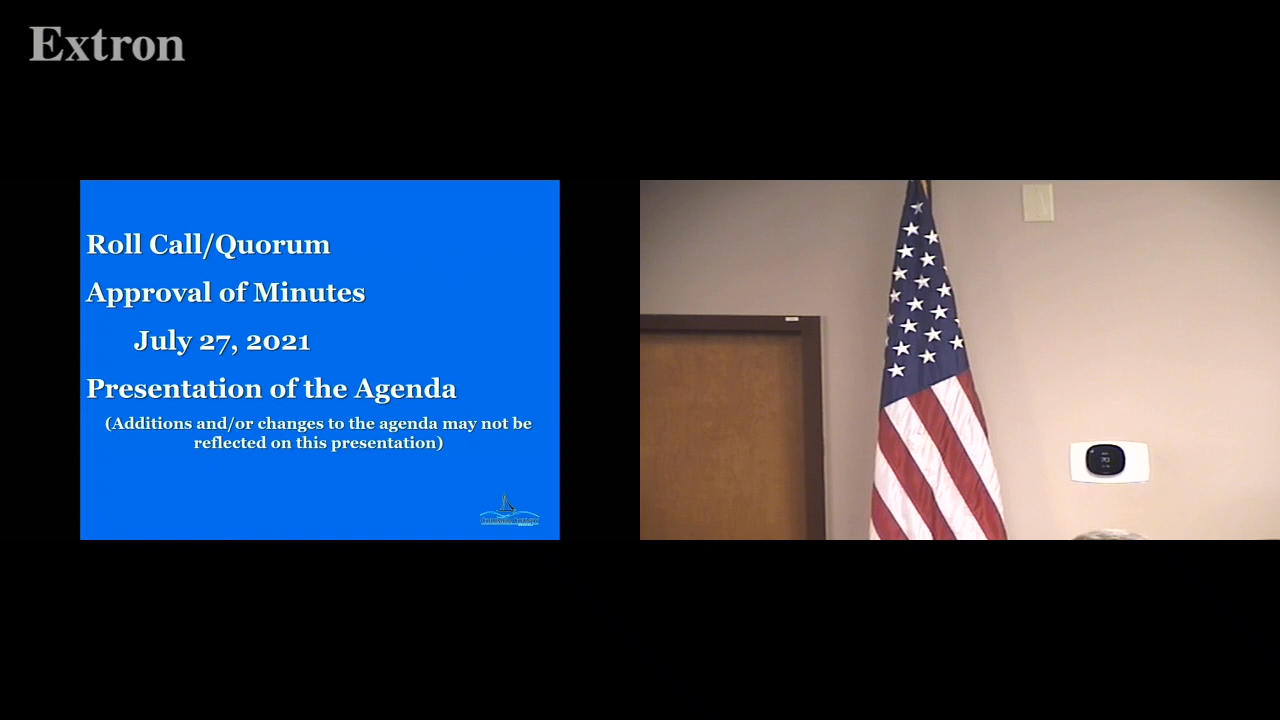 Extron
Roll Call/Quorum
Approval of Minutes
July 27, 2021
Presentation of the Agenda
(Additions and/or changes to the agenda may not be
reflected on this presentation)
70